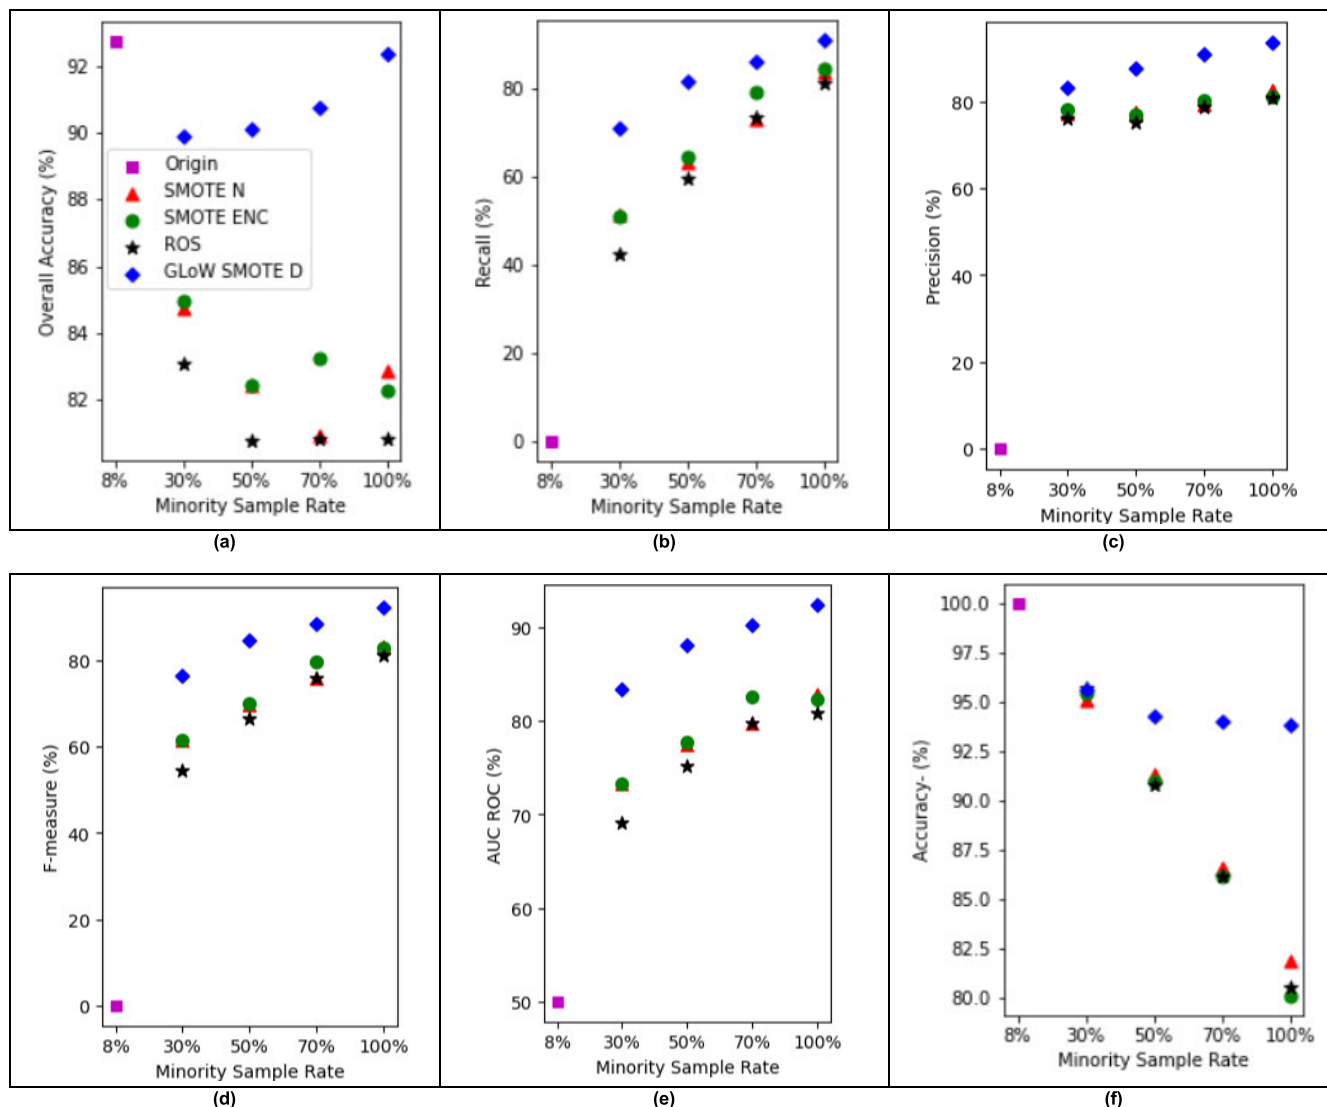 92
90
88
86
84
82
Overall Accuracy (%)
Origin
SMOTE N
SMOTE ENC
ROS
GLoW SMOTE D
8% 30% 50% 70% 100%
Minority Sample Rate
(a)
80
60
40
20
0
Recall (%)
8% 30% 50% 70% 100%
Minority Sample Rate
(b)
80
60
40
20
0
Precision (%)
8% 30% 50% 70% 100%
Minority Sample Rate
(c)
80
60
40
20
0
F-measure (%)
8% 30% 50% 70% 100%
Minority Sample Rate
(d)
90
80
70
60
50
AUC ROC (%)
8% 30% 50% 70% 100%
Minority Sample Rate
(e)
100.0
97.5
95.0
92.5
90.0
87.5
85.0
82.5
80.0
Accuracy- (%)
8% 30% 50% 70% 100%
Minority Sample Rate
(f)